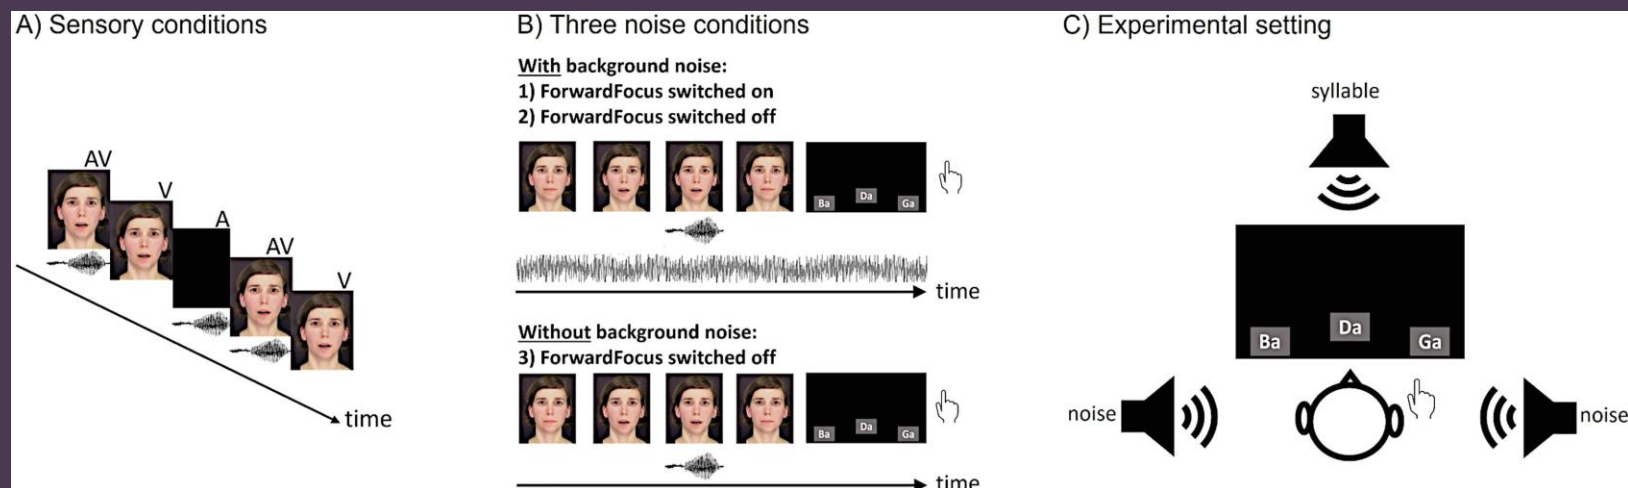 A) Sensory conditions
AV
V
A
AV
V
time
B) Three noise conditions
With background noise:
1) ForwardFocus switched on
2) ForwardFocus switched off
Ba Da Ga
time
Without background noise:
3) ForwardFocus switched off
Ba Da Ga
time
C) Experimental setting
syllable
Ba Da Ga
noise noise